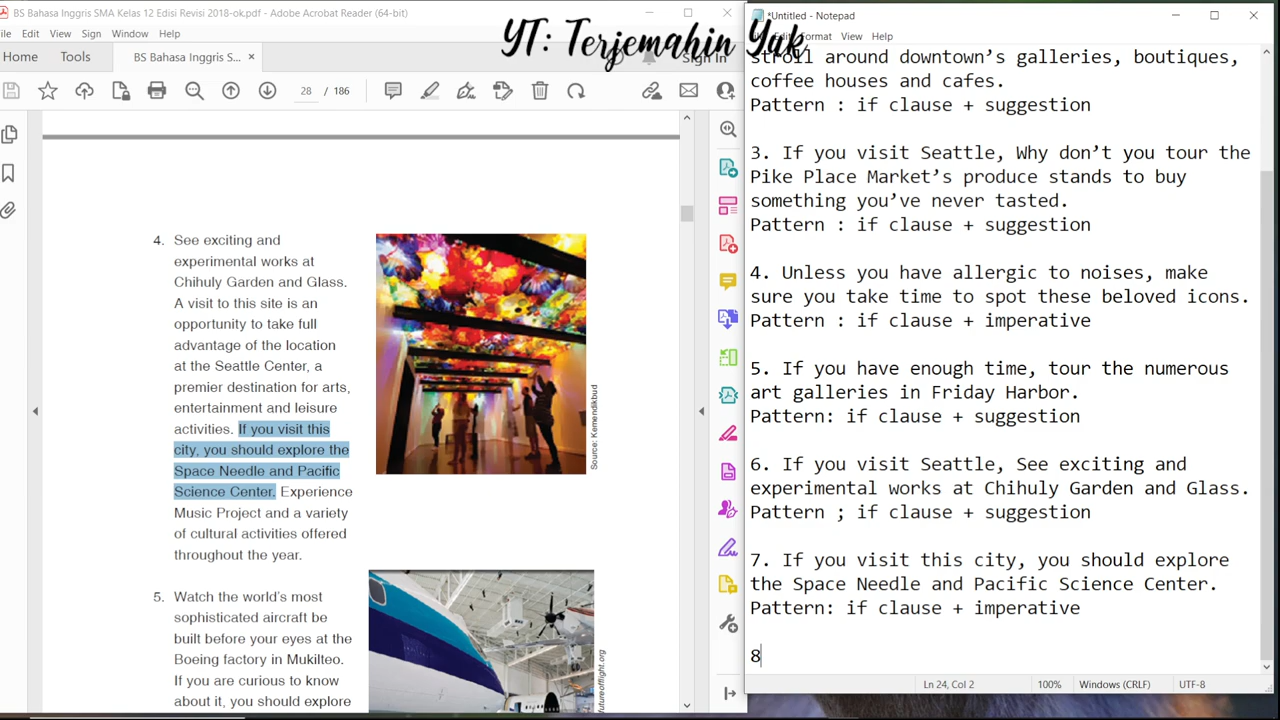 BS Bahasa Inggris SMA Kelas 12 Edisi Revisi 2018-ok.pdf - Adobe Acrobat Reader (64-bit)
Edit View Sign Window Help
Home Tools BS Bahasa Inggris S... × Sign In
28 / 186
YT: Terjemahin Yuk
4. See exciting and
experimental works at
Chihuly Garden and Glass.
A visit to this site is an
opportunity to take full
advantage of the location
at the Seattle Center, a
premier destination for arts,
entertainment and leisure
activities. If you visit this
city, you should explore the
Space Needle and Pacific
Science Center. Experience
Music Project and a variety
of cultural activities offered
throughout the year.
Source: Kemendikbud
5. Watch the world's most
sophisticated aircraft be
built before your eyes at the
Boeing factory in Mukilteo.
If you are curious to know
about it, you should explore
futureofflight.org
*Untitled - Notepad
Edit Format View Help
stroll around downtown's galleries, boutiques,
coffee houses and cafes.
Pattern : if clause + suggestion
3. If you visit Seattle, Why don't you tour the
Pike Place Market's produce stands to buy
something you've never tasted.
Pattern : if clause + suggestion
4. Unless you have allergic to noises, make
sure you take time to spot these beloved icons.
Pattern : if clause + imperative
5. If you have enough time, tour the numerous
art galleries in Friday Harbor.
Pattern: if clause + suggestion
6. If you visit Seattle, See exciting and
experimental works at Chihuly Garden and Glass.
Pattern ; if clause + suggestion
7. If you visit this city, you should explore
the Space Needle and Pacific Science Center.
Pattern: if clause + imperative
8
Ln 24, Col 2 100% Windows (CRLF) UTF-8